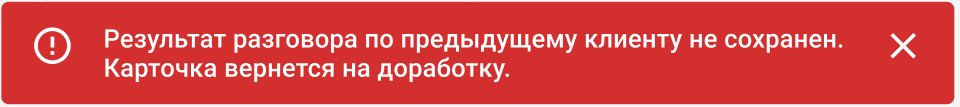 Результат разговора по предыдущему клиенту не сохранен.
Карточка вернется на доработку.